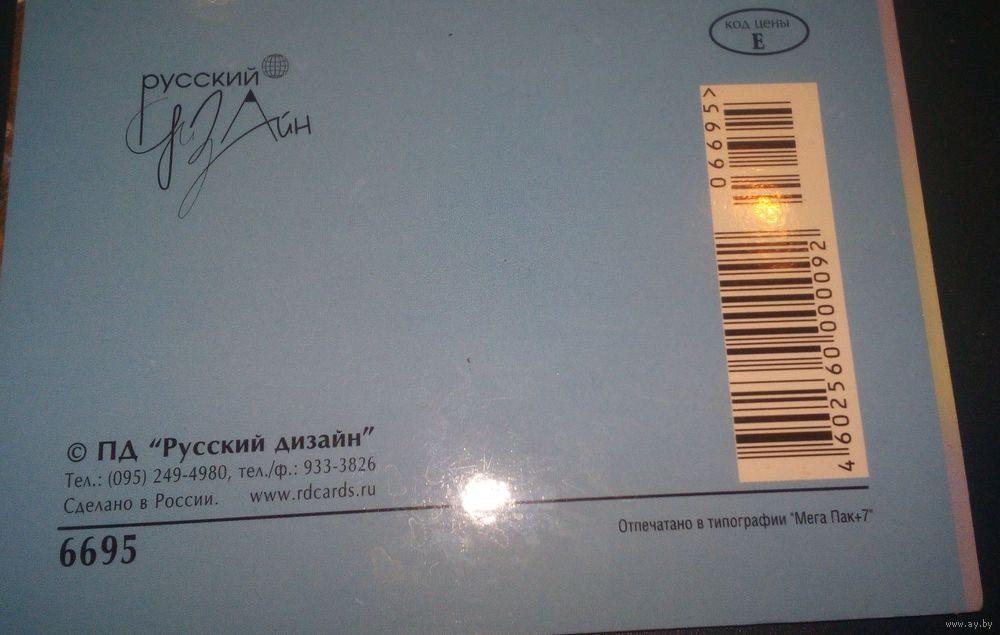 русский
дизАйн
код цены
E
06695>
4602560000092
© ПД “Русский дизайн”
Тел.: (095) 249-4980, тел./ф.: 933-3826
Сделано в России. www.rdcards.ru
Отпечатано в типографии "Мега Пак+7"
6695
www.ay.by